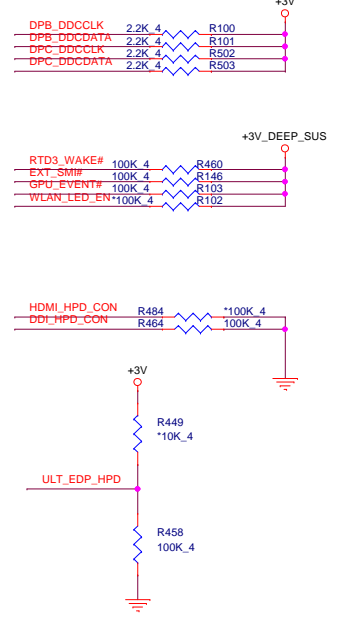 +3V
DPB_DDCCLK 2.2K_4 R100
DPB_DDCDATA 2.2K_4 R101
DPC_DDCCLK 2.2K_4 R502
DPC_DDCDATA 2.2K_4 R503
+3V_DEEP_SUS
RTD3_WAKE# 100K_4 R460
EXT_SMI# 100K_4 R146
GPU_EVENT# 100K_4 R103
WLAN_LED_EN *100K_4 R102
HDMI_HPD_CON R484 *100K_4
DDI_HPD_CON R464 100K_4
+3V
R449
*10K_4
ULT_EDP_HPD
R458
100K_4